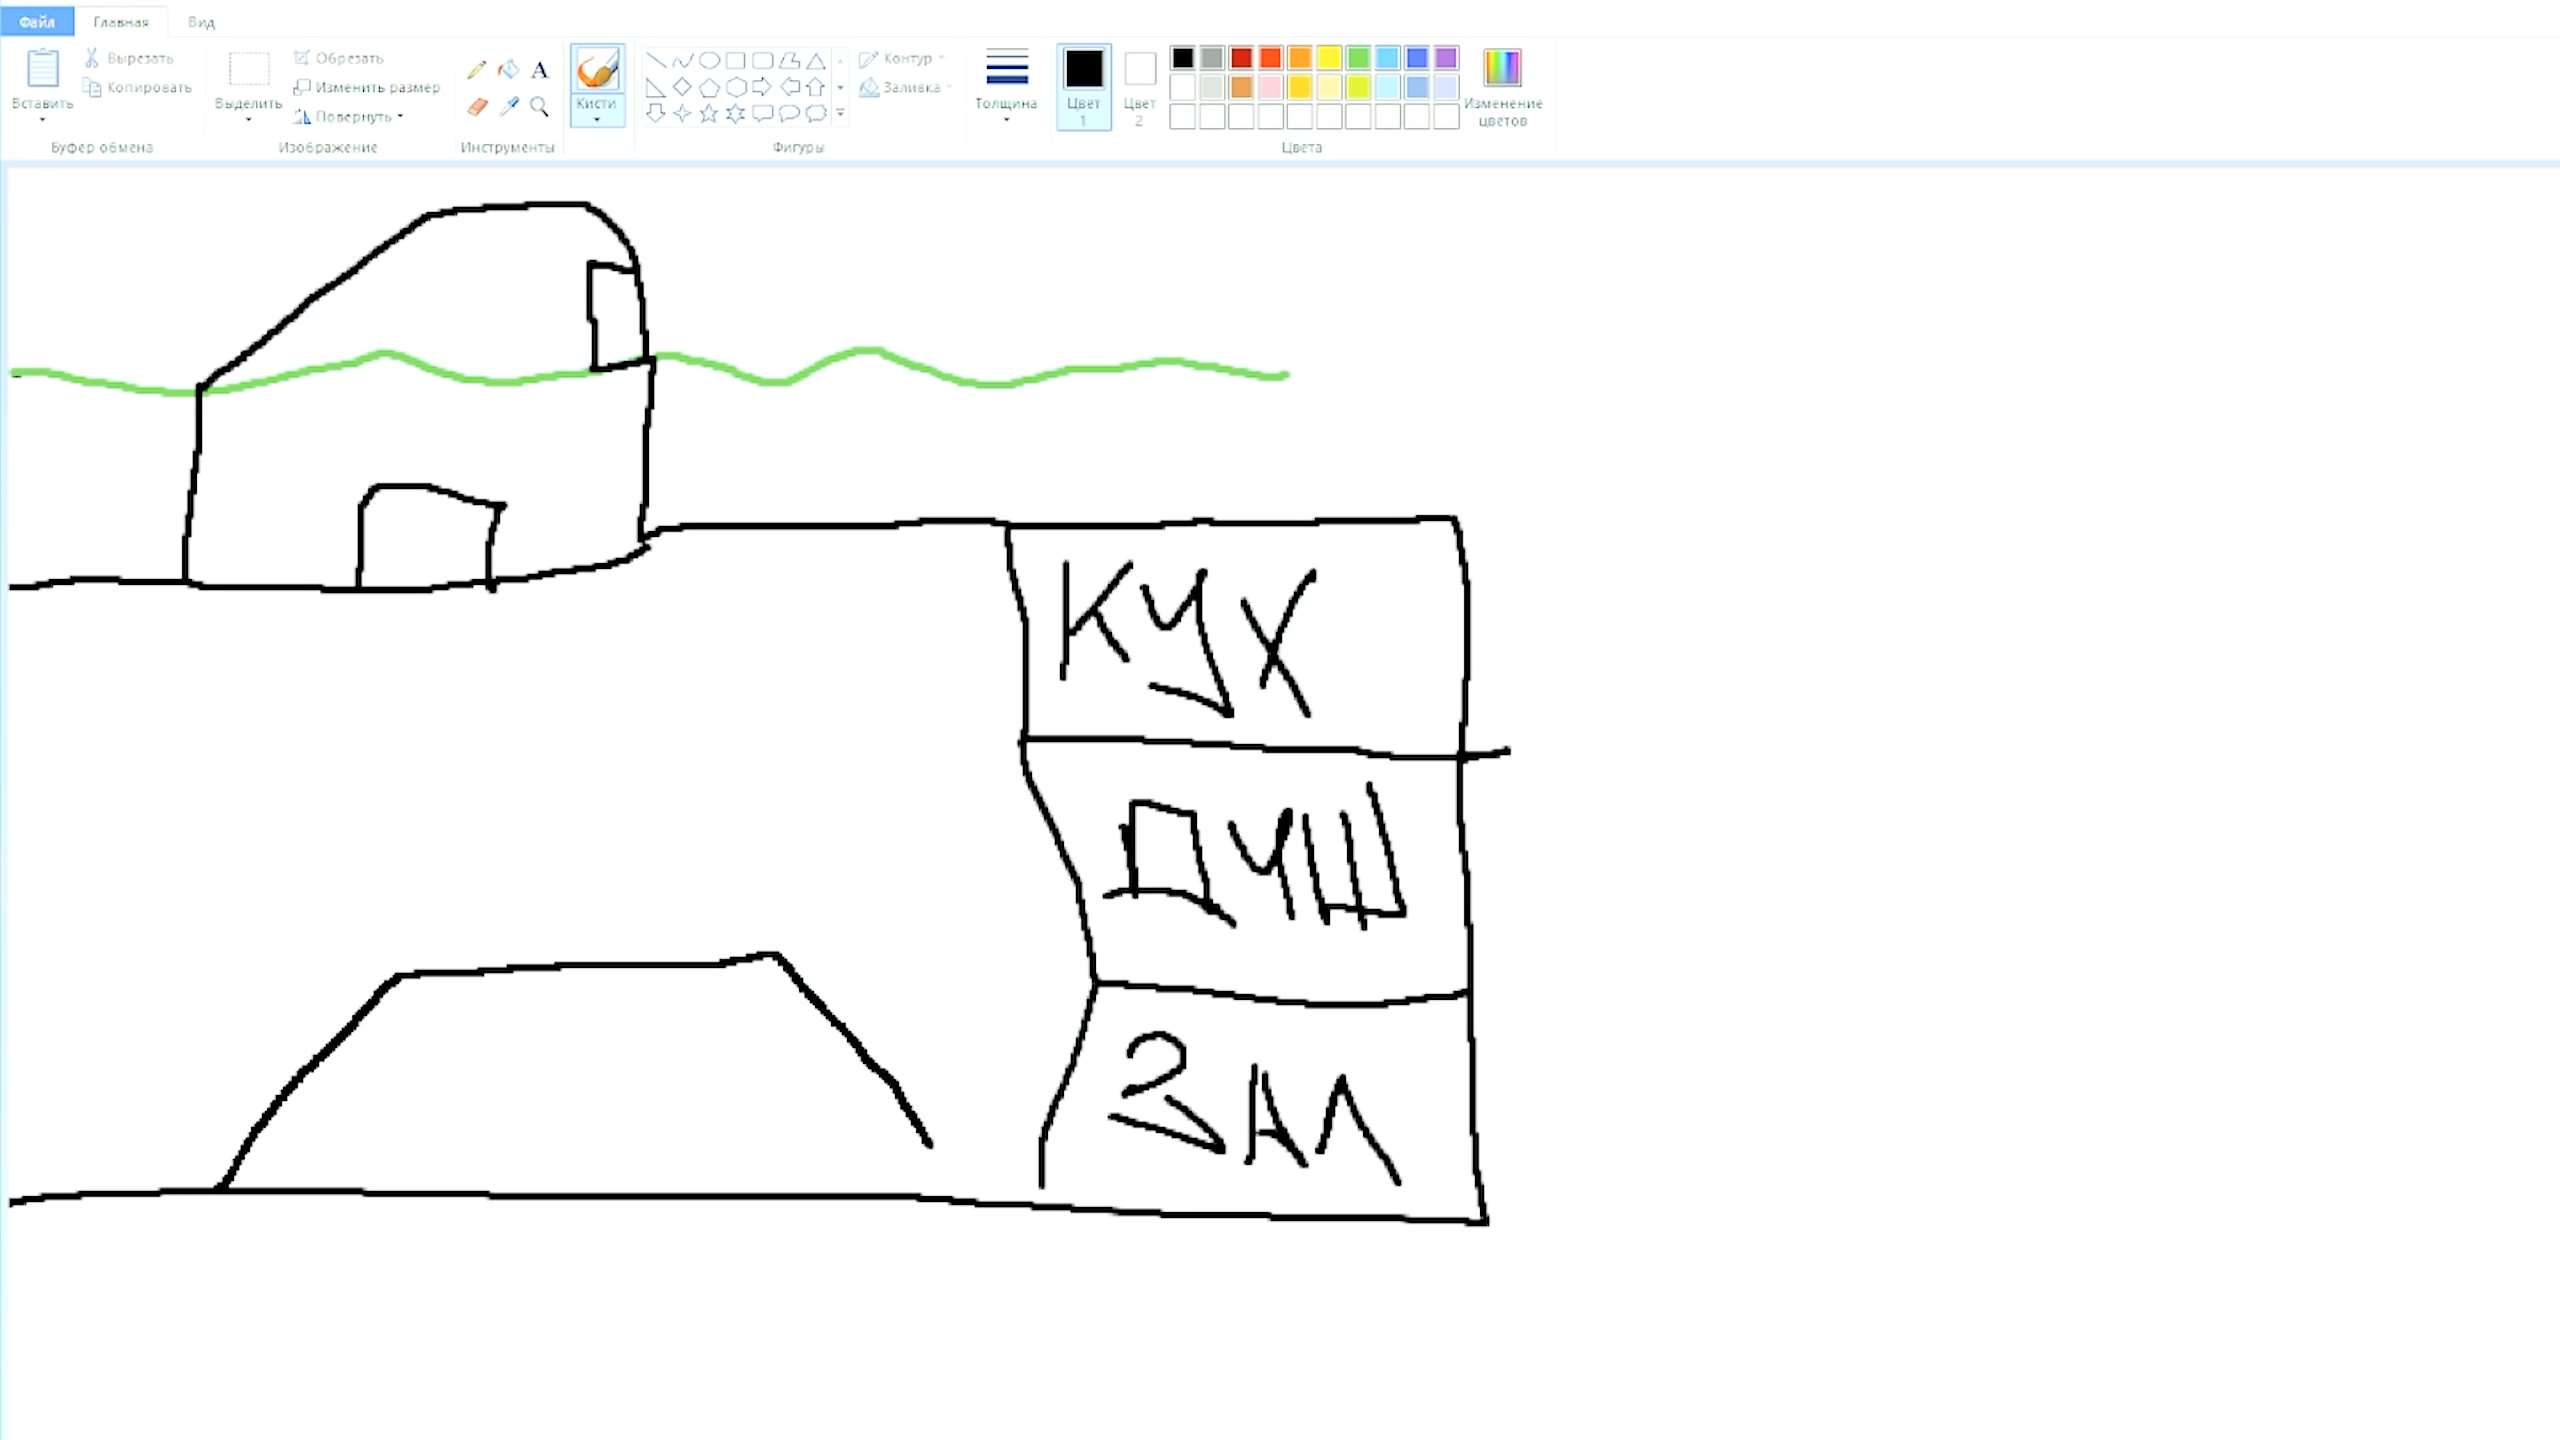 Файл Главная Вид
Вставить
Вырезать
Копировать
Буфер обмена
Выделить
Обрезать
Изменить размер
Повернуть
Изображение
A
Инструменты
Кисти
Контур
Заливка
Фигуры
Толщина
Цвет
1
Цвет
2
Изменение
цветов
Цвета
КУХ
ДУШ
ЗАЛ